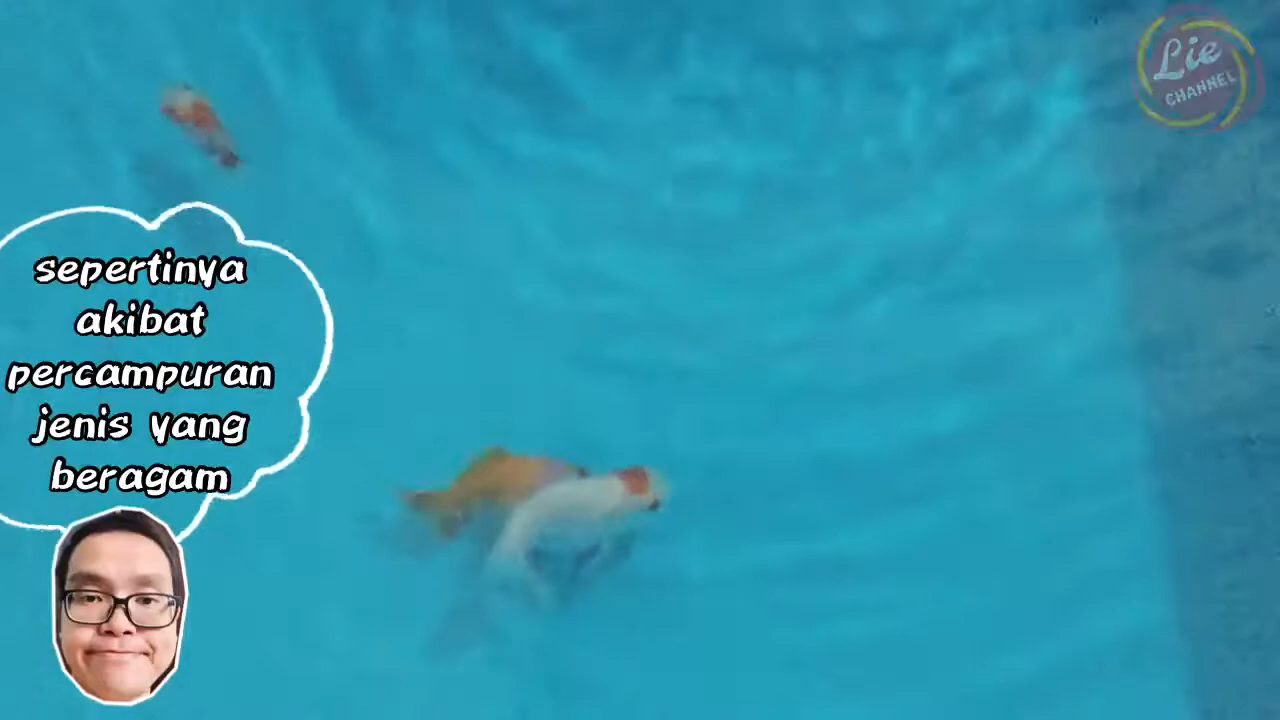 Lie
CHANNEL
sepertinya
akibat
percampuran
jenis yang
beragam